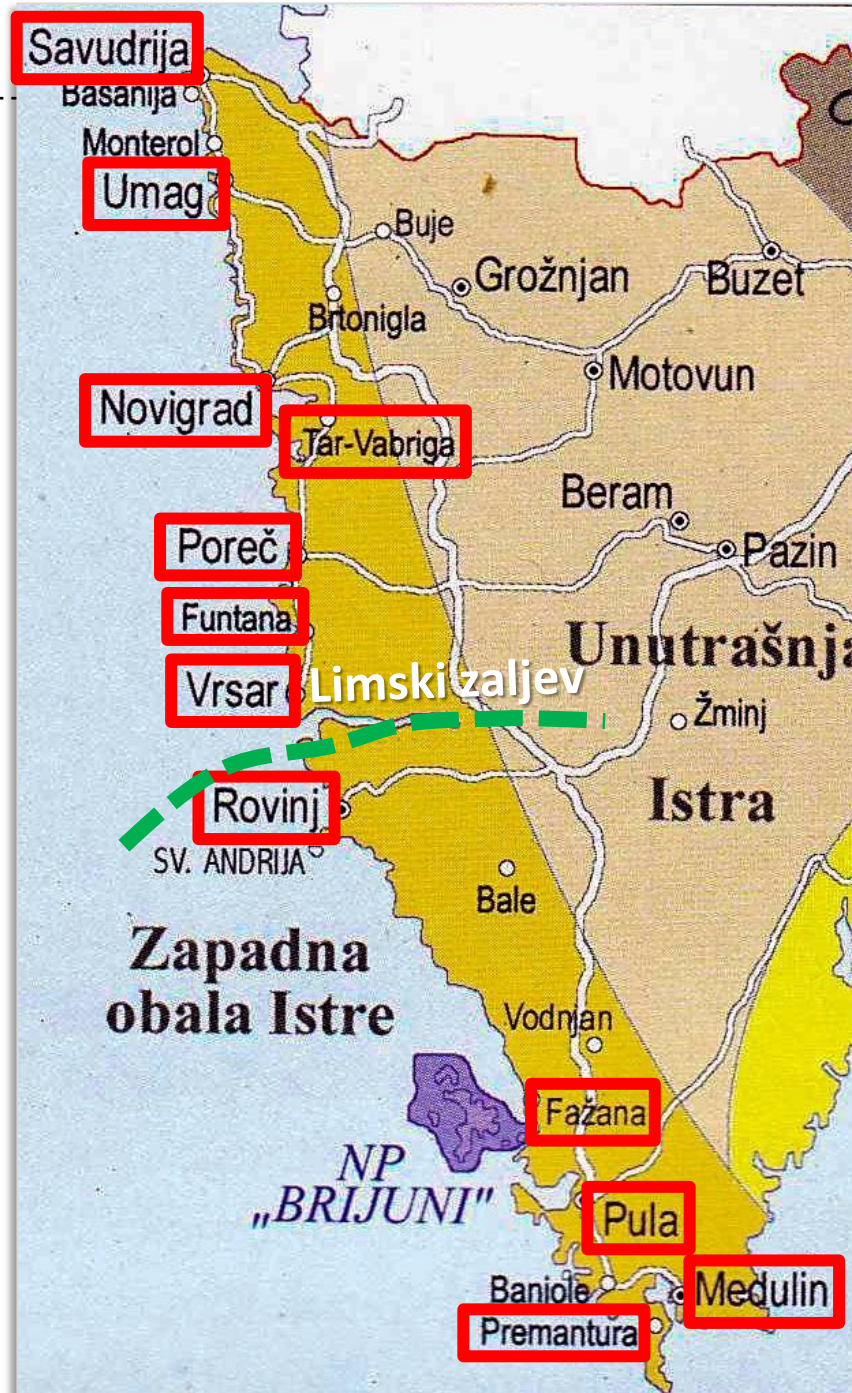 Savudrija
Basanija
Monterol
Umag
Buje
Grožnjan
Buzet
Brtonigla
Motovun
Novigrad
Tar-Vabriga
Beram
Poreč
Pazin
Funtana
Unutrašnja
Limski zaljev
Vrsar
Žminj
Rovinj
Istra
SV. ANDRIJA
Bale
Zapadna
obala Istre
Vodnjan
Fažana
NP
„BRIJUNI"
Pula
Baniole
Medulin
Premantura